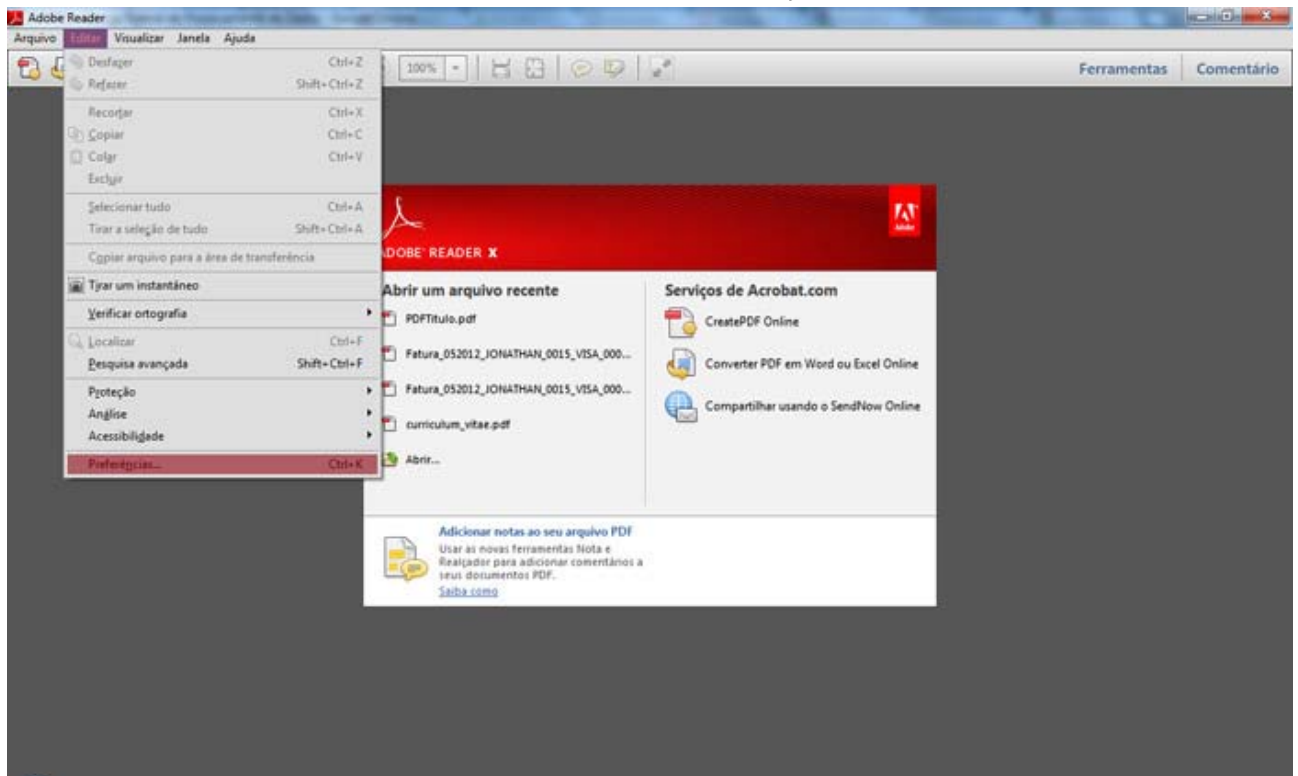 Adobe Reader
Arquivo Editar Visualizar Janela Ajuda
Desfazer Ctrl+Z
Refazer Shift+Ctrl+Z
100%
Ferramentas Comentário
Recortar Ctrl+X
Copiar Ctrl+C
Colar Ctrl+V
Excluir
Selecionar tudo Ctrl+A
Tirar a seleção de tudo Shift+Ctrl+A
Copiar arquivo para a área de transferência
Tirar um instantâneo
Verificar ortografia
Localizar Ctrl+F
Pesquisa avançada Shift+Ctrl+F
Proteção
Análise
Acessibilidade
Preferências... Ctrl+K
Adobe
ADOBE® READER X
Abrir um arquivo recente
PDFTitulo.pdf
Fatura_052012_JONATHAN_0015_VISA_000...
Fatura_052012_JONATHAN_0015_VISA_000...
curriculum_vitae.pdf
Abrir...
Serviços de Acrobat.com
CreatePDF Online
Converter PDF em Word ou Excel Online
Compartilhar usando o SendNow Online
Adicionar notas ao seu arquivo PDF
Usar as novas ferramentas Nota e
Realçador para adicionar comentários a
seus documentos PDF.
Saiba como